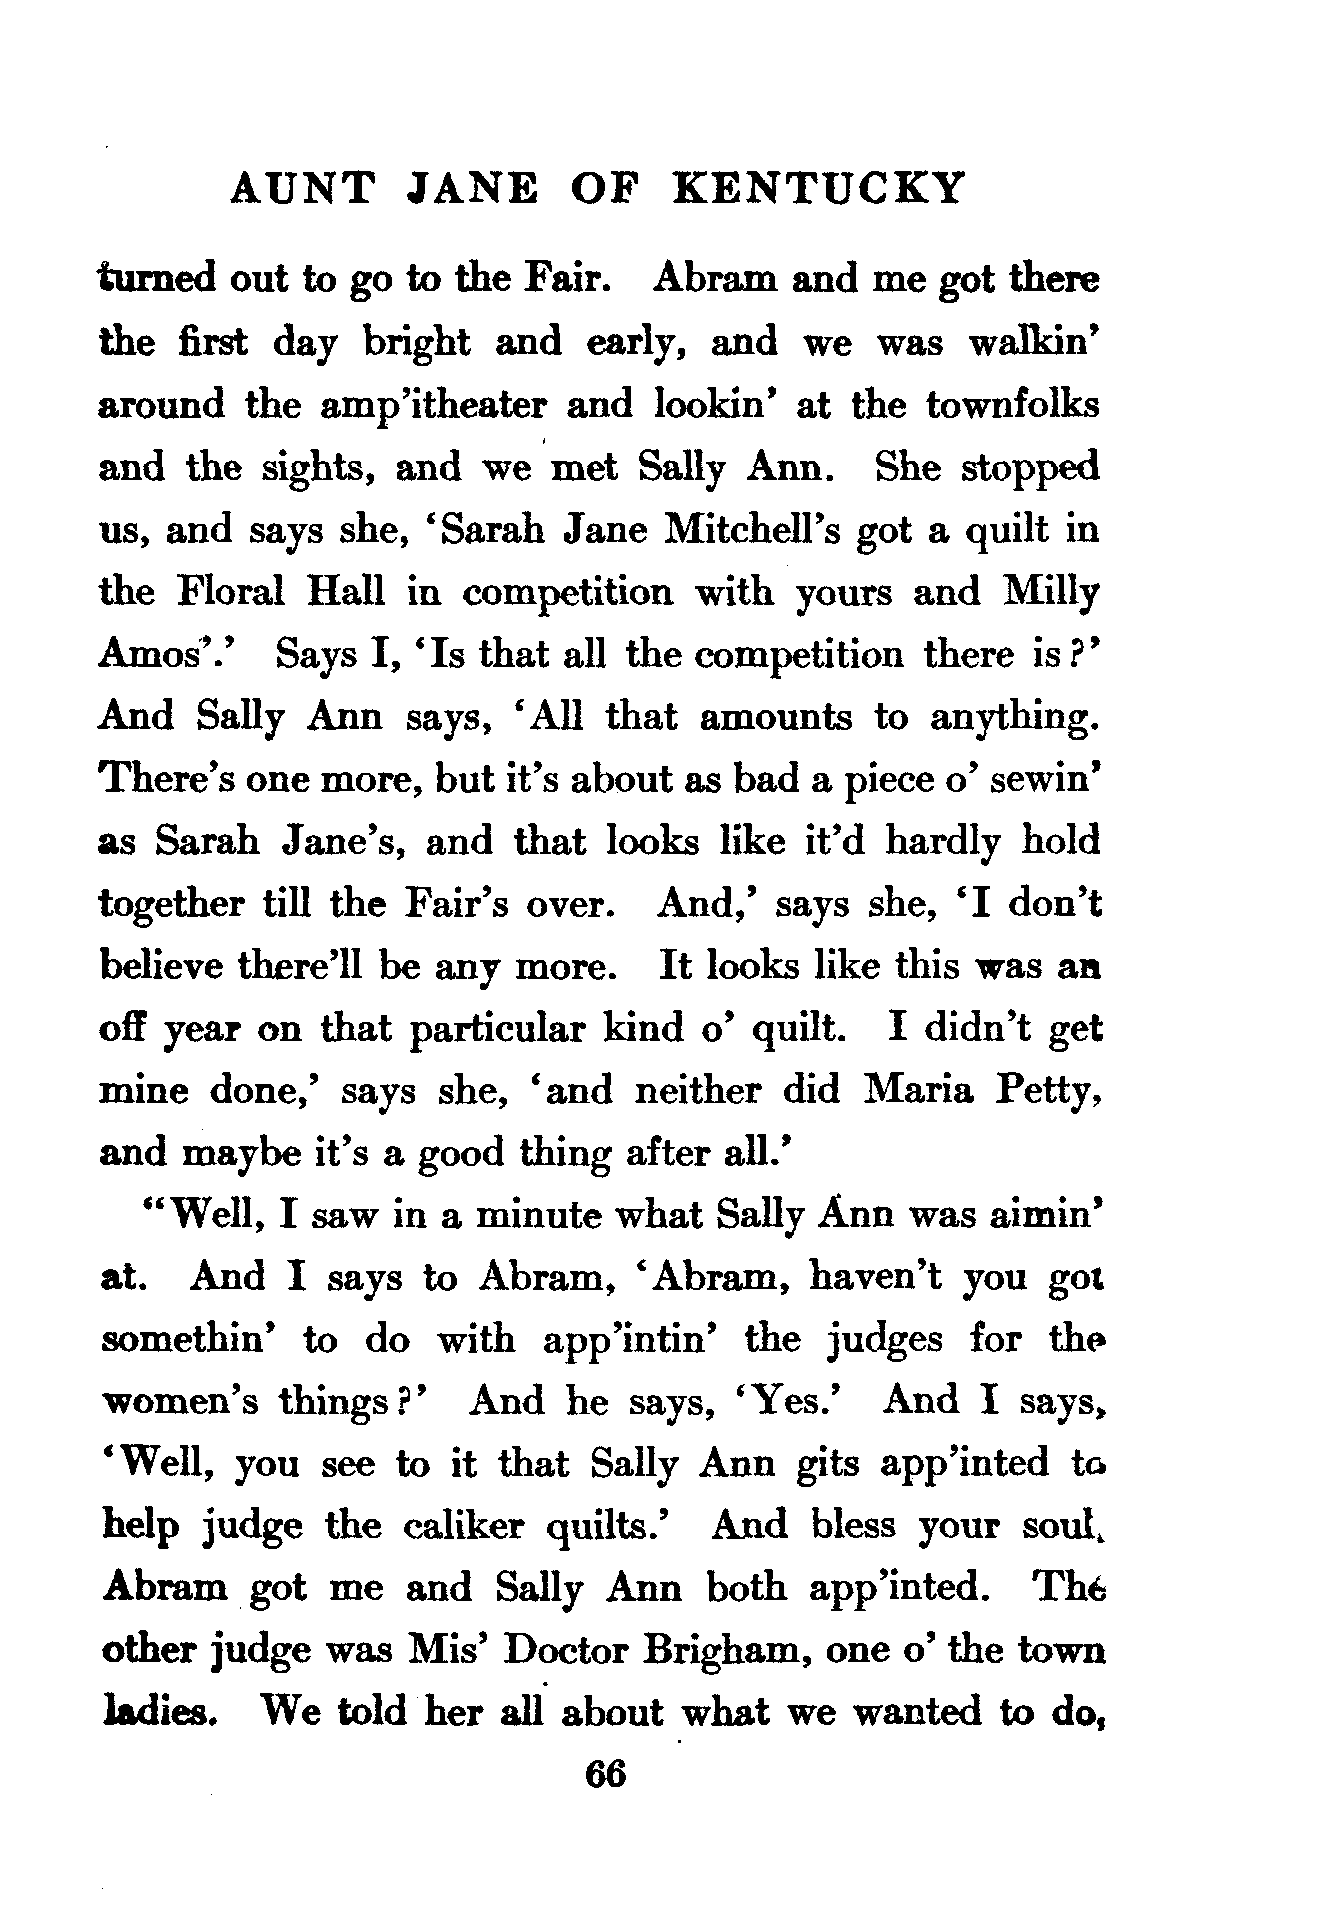 AUNT JANE OF KENTUCKY
turned out to go to the Fair. Abram and me got there
the first day bright and early, and we was walkin’
around the amp’itheater and lookin’ at the townfolks
and the sights, and we met Sally Ann. She stopped
us, and says she, ‘Sarah Jane Mitchell’s got a quilt in
the Floral Hall in competition with yours and Milly
Amos’.’ Says I, ‘Is that all the competition there is?’
And Sally Ann says, ‘All that amounts to anything.
There’s one more, but it’s about as bad a piece o’ sewin’
as Sarah Jane’s, and that looks like it’d hardly hold
together till the Fair’s over. And,’ says she, ‘I don’t
believe there’ll be any more. It looks like this was an
off year on that particular kind o’ quilt. I didn’t get
mine done,’ says she, ‘and neither did Maria Petty,
and maybe it’s a good thing after all.’
“Well, I saw in a minute what Sally Ann was aimin’
at. And I says to Abram, ‘Abram, haven’t you got
somethin’ to do with app’intin’ the judges for the
women’s things?’ And he says, ‘Yes.’ And I says,
‘Well, you see to it that Sally Ann gits app’inted to
help judge the caliker quilts.’ And bless your soul,
Abram got me and Sally Ann both app’inted. The
other judge was Mis’ Doctor Brigham, one o’ the town
ladies. We told her all about what we wanted to do,
66